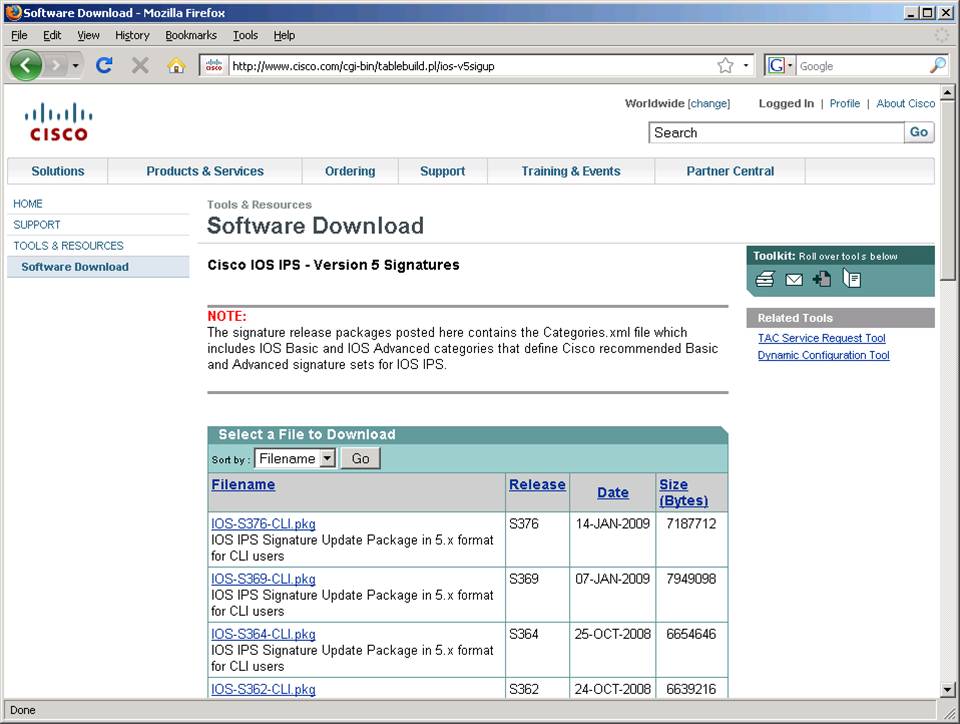 Software Download - Mozilla Firefox
File Edit View History Bookmarks Tools Help
http://www.cisco.com/cgi-bin/tablebuild.pl/ios-v5sigup
G Google
CISCO
Worldwide [change] Logged In | Profile | About Cisco
Search Go
Solutions Products & Services Ordering Support Training & Events Partner Central
HOME
SUPPORT
TOOLS & RESOURCES
Software Download
Tools & Resources
Software Download
Cisco IOS IPS - Version 5 Signatures
NOTE:
The signature release packages posted here contains the Categories.xml file which
includes IOS Basic and IOS Advanced categories that define Cisco recommended Basic
and Advanced signature sets for IOS IPS.
Toolkit: Roll over tools below
Related Tools
TAC Service Request Tool
Dynamic Configuration Tool
Select a File to Download
Sort by : Filename Go
Filename Release Date Size (Bytes)
IOS-S376-CLI.pkg S376 14-JAN-2009 7187712
IOS IPS Signature Update Package in 5.x format
for CLI users
IOS-S369-CLI.pkg S369 07-JAN-2009 7949098
IOS IPS Signature Update Package in 5.x format
for CLI users
IOS-S364-CLI.pkg S364 25-OCT-2008 6654646
IOS IPS Signature Update Package in 5.x format
for CLI users
IOS-S362-CLI.pkg S362 24-OCT-2008 6639216
Done